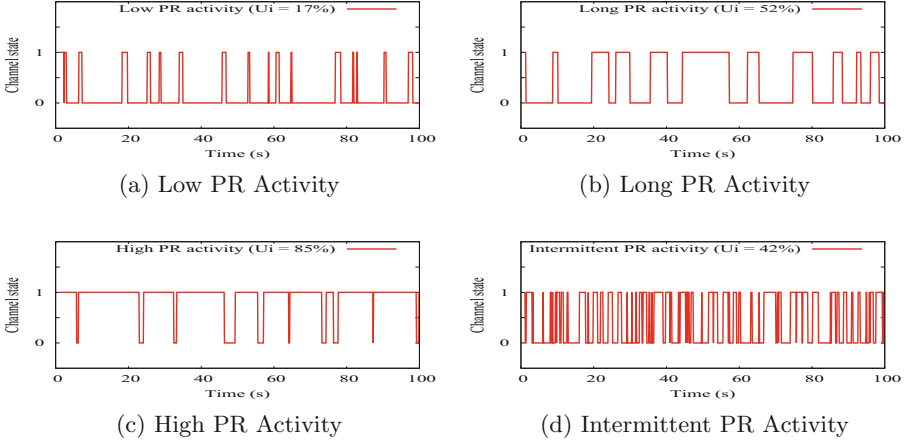 Low PR activity (Ui = 17%)
Channel state
1
0
0 20 40 60 80 100
Time (s)
(a) Low PR Activity
Long PR activity (Ui = 52%)
Channel state
1
0
0 20 40 60 80 100
Time (s)
(b) Long PR Activity
High PR activity (Ui = 85%)
Channel state
1
0
0 20 40 60 80 100
Time (s)
(c) High PR Activity
Intermittent PR activity (Ui = 42%)
Channel state
1
0
0 20 40 60 80 100
Time (s)
(d) Intermittent PR Activity